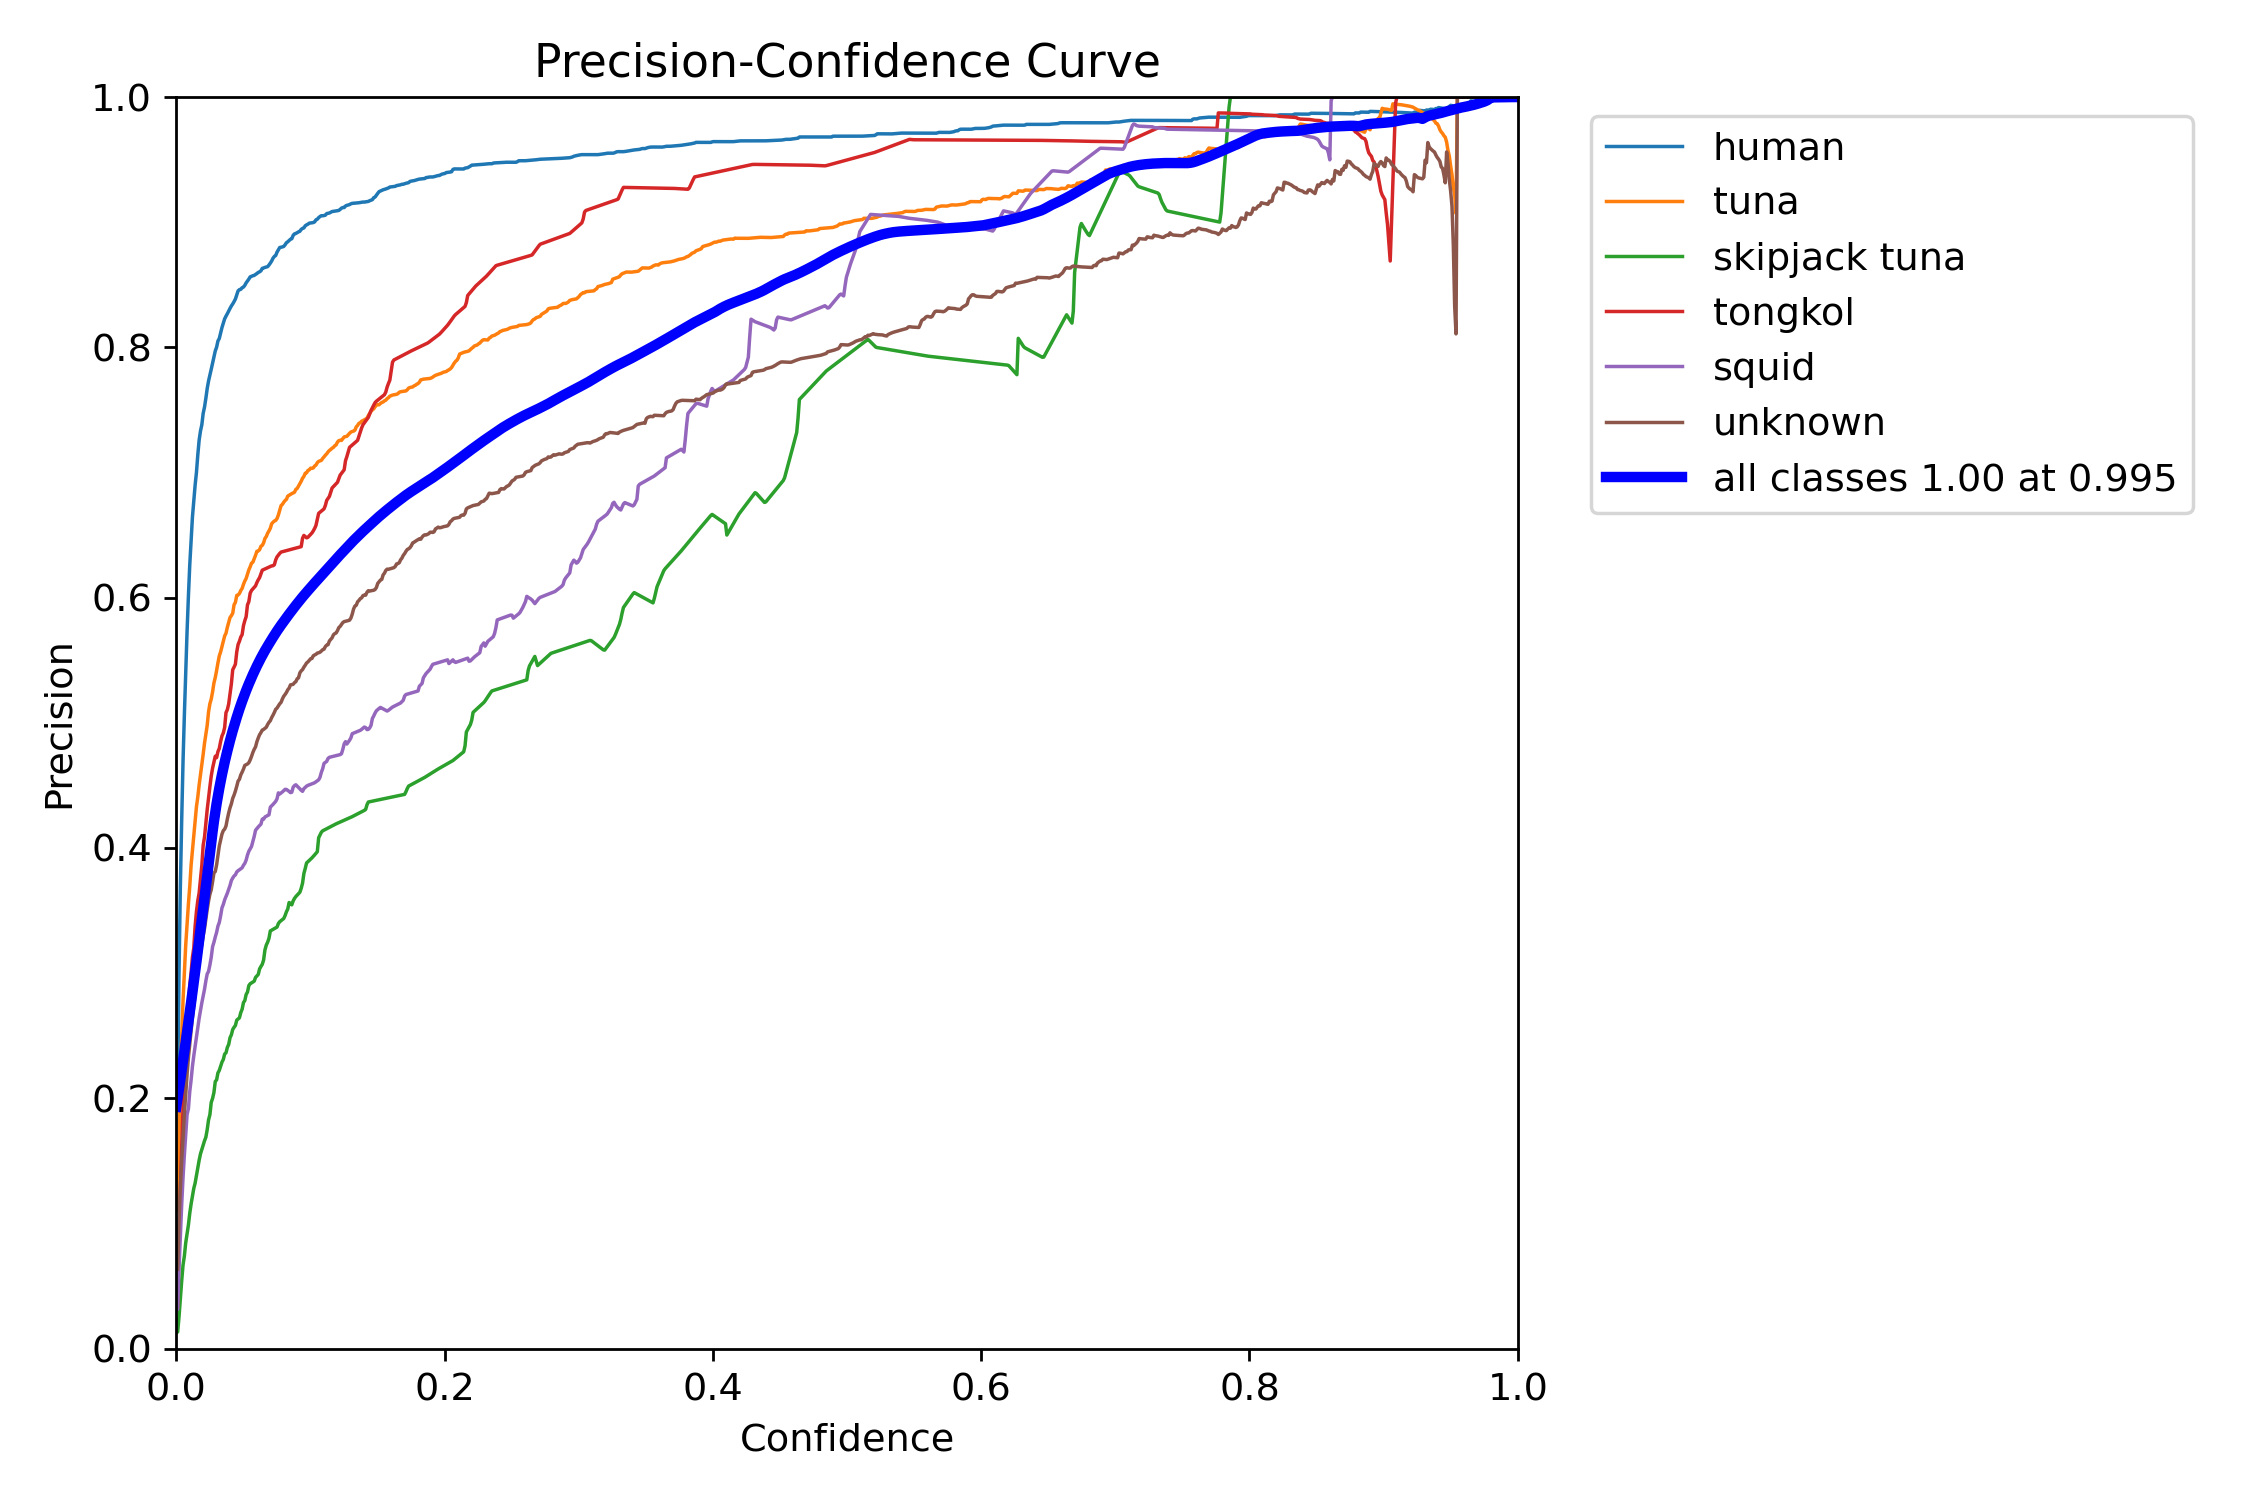 Precision-Confidence Curve
1.0
0.8
0.6
0.4
0.2
0.0
Precision
0.0 0.2 0.4 0.6 0.8 1.0
Confidence
human
tuna
skipjack tuna
tongkol
squid
unknown
all classes 1.00 at 0.995